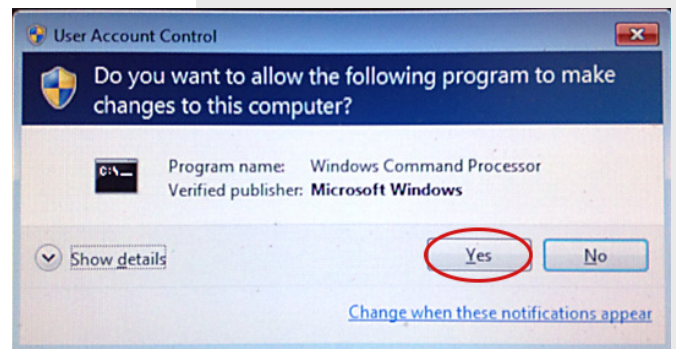 User Account Control
Do you want to allow the following program to make
changes to this computer?
C:\_
Program name: Windows Command Processor
Verified publisher: Microsoft Windows
Show details
Yes No
Change when these notifications appear